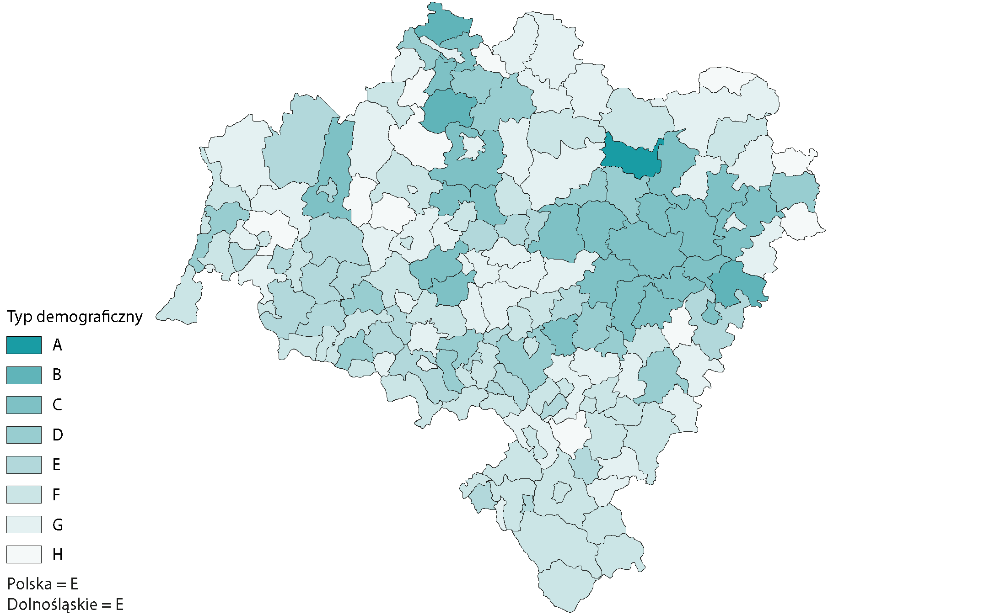 Typ demograficzny
A
B
C
D
E
F
G
H
Polska = E
Dolnośląskie = E